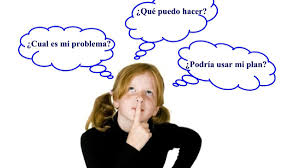 ¿Qué puedo hacer?
¿Cual es mi problema?
¿Podría usar mi plan?